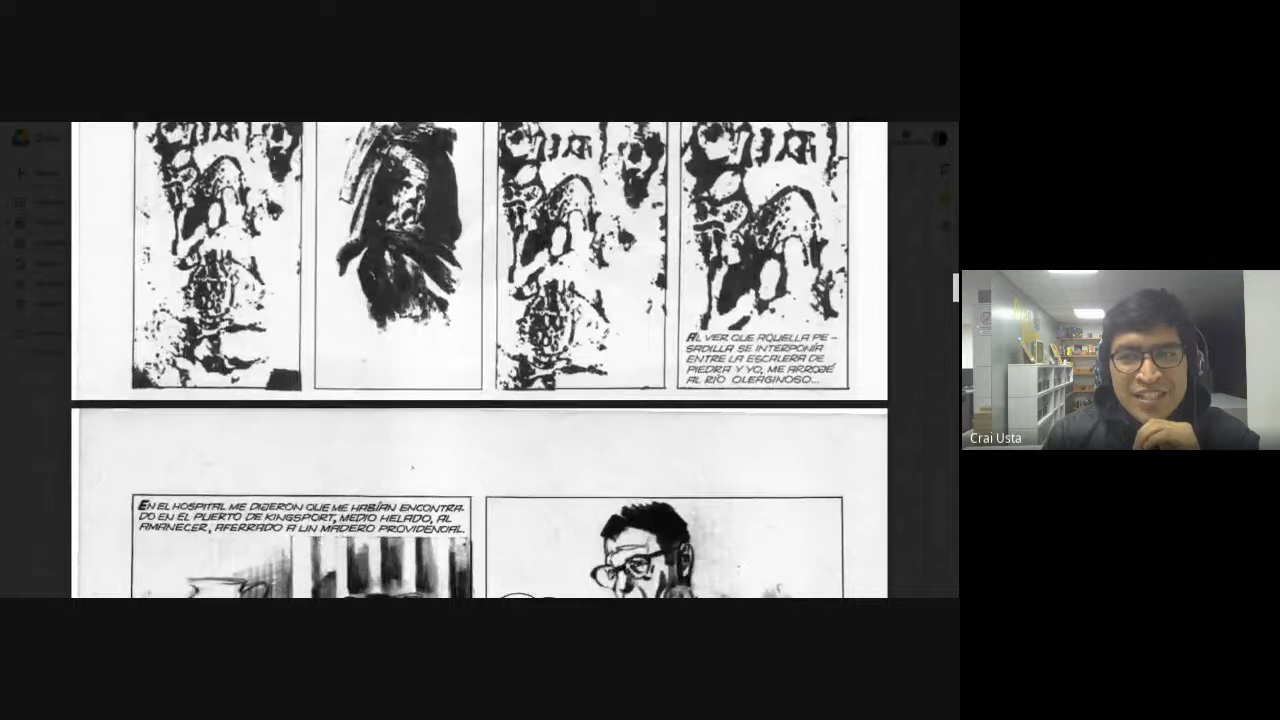 AL VER QUE AQUELLA PE-
SADILLA SE INTERPONÍA
ENTRE LA ESCALERA DE
PIEDRA Y YO, ME ARROJÉ
AL RÍO OLEAGINOSO...
EN EL HOSPITAL ME DIJERON QUE ME HABÍAN ENCONTRA-
DO EN EL PUERTO DE KINGSPORT, MEDIO HELADO, AL
AMANECER, AFERRADO A UN MADERO PROVIDENCIAL.
Crai Usta